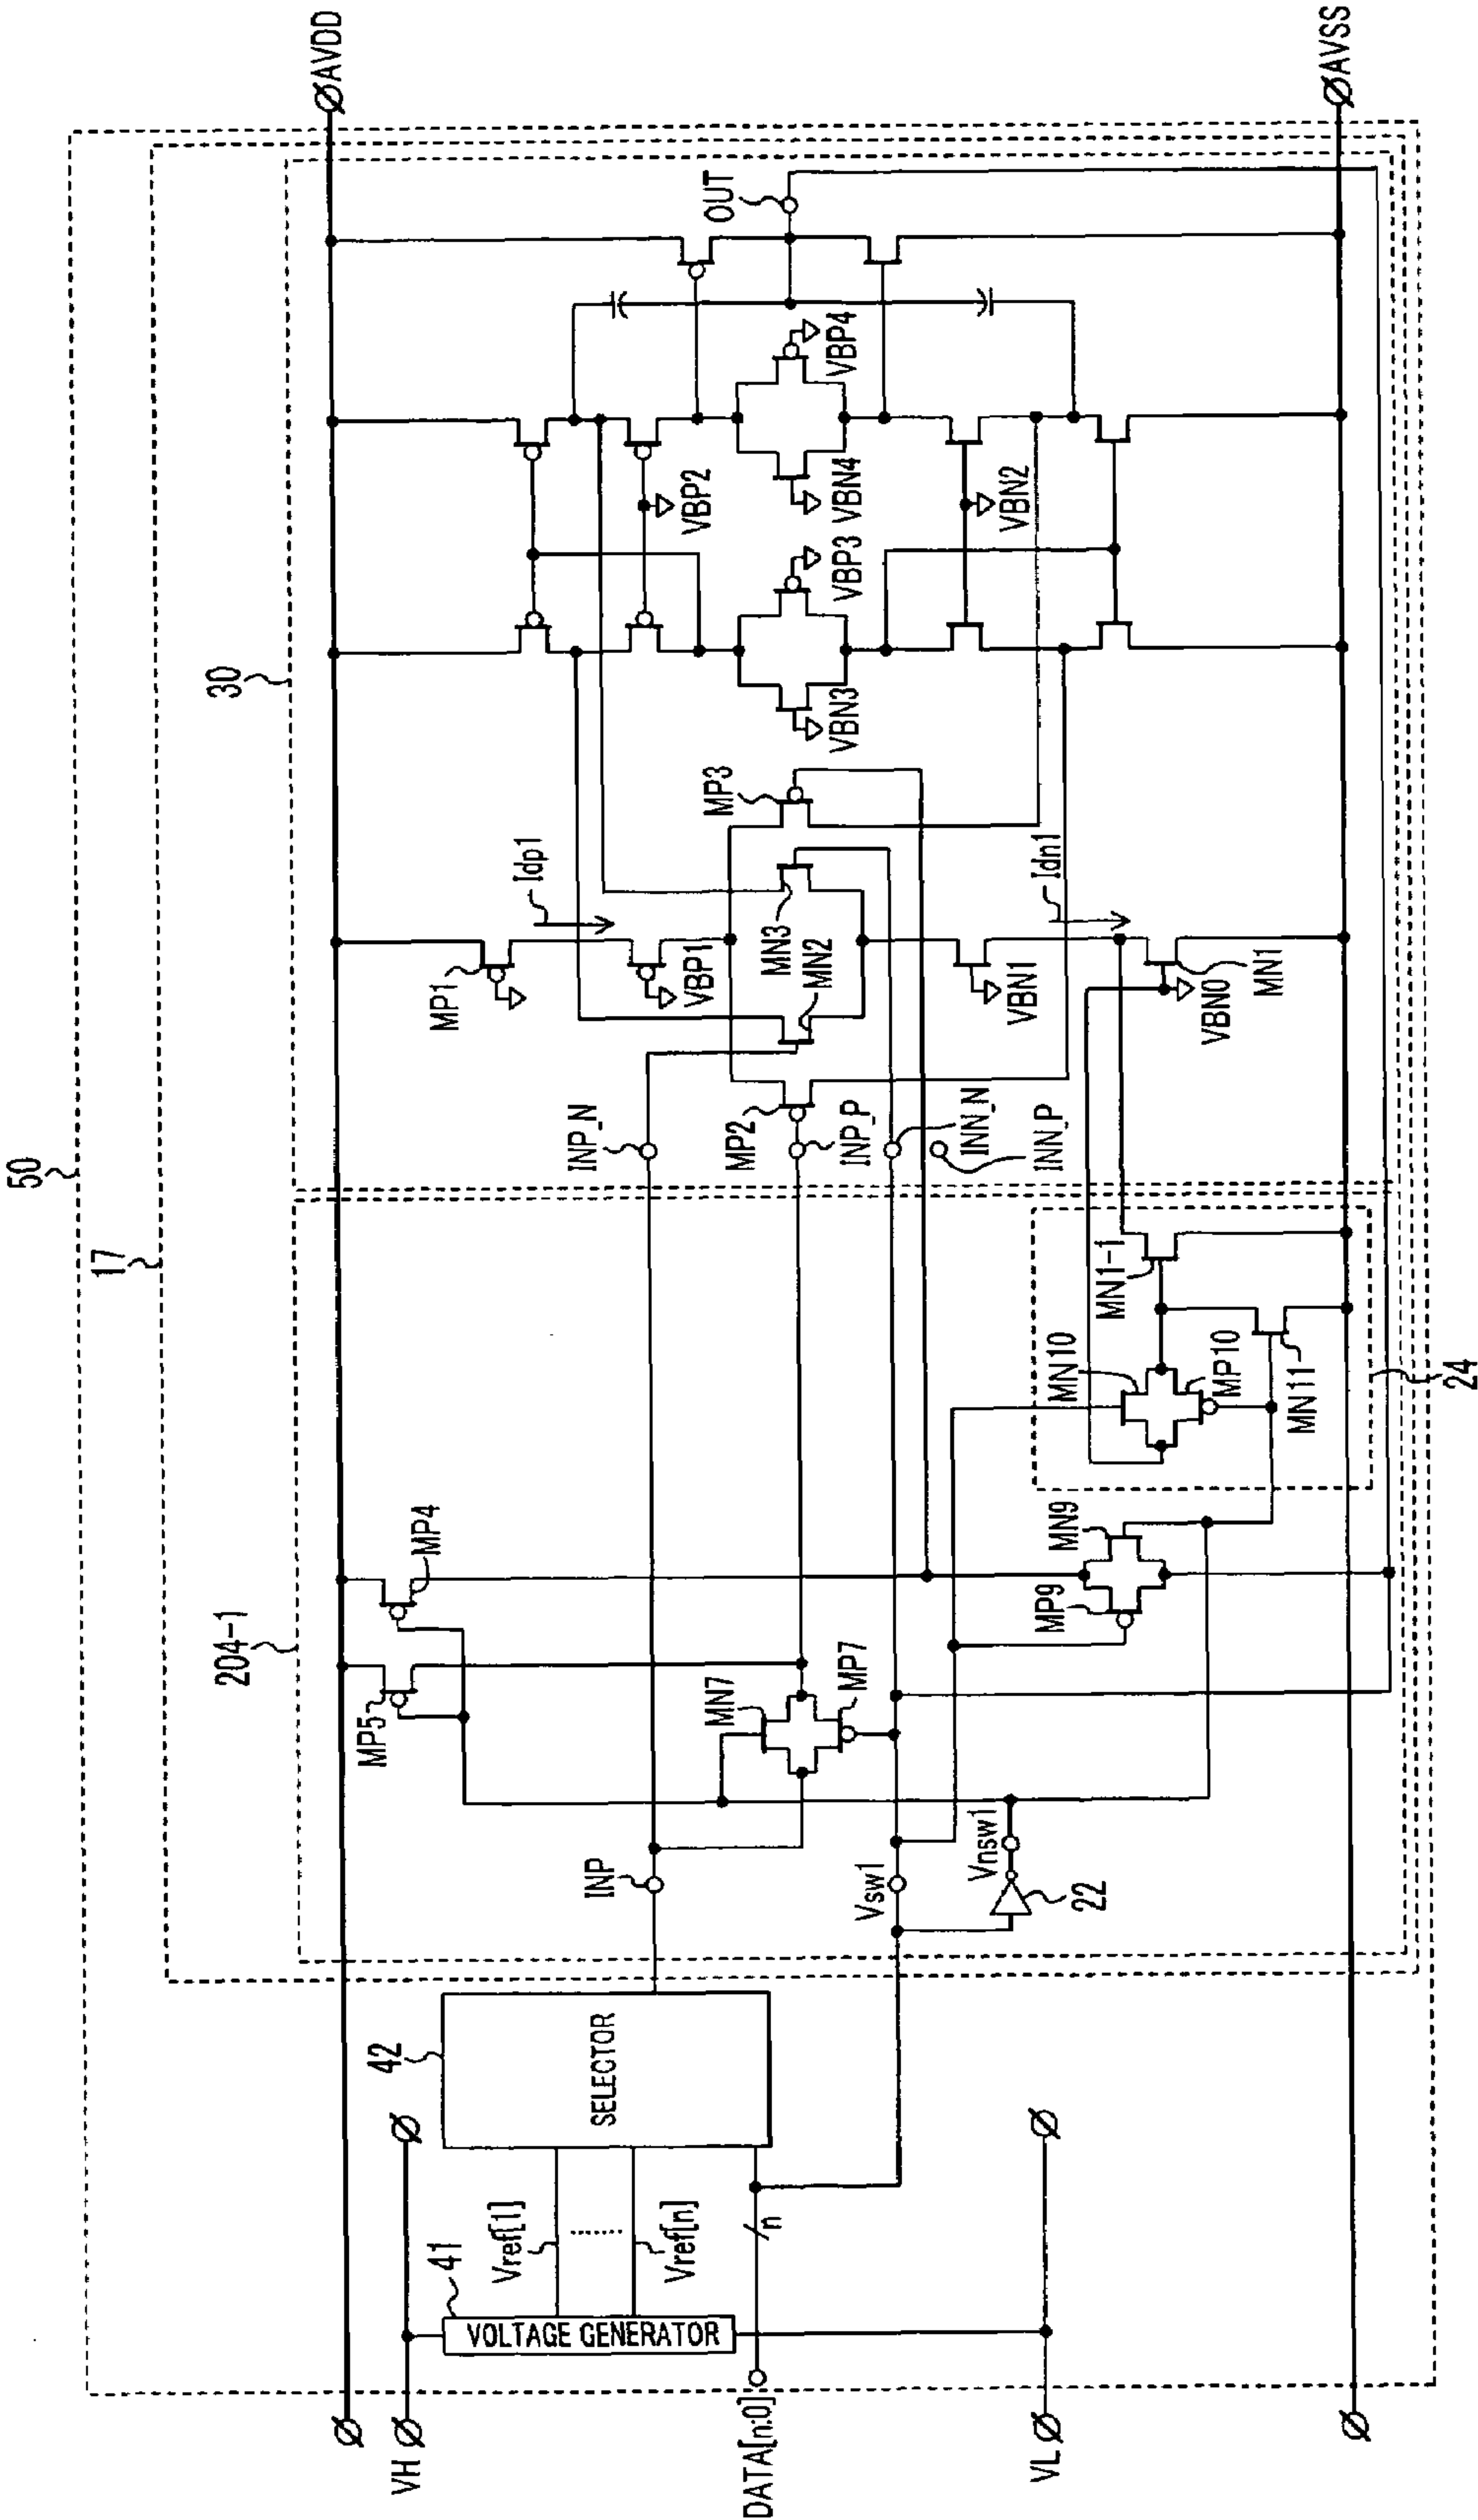 50
17
30
204-1
AVDD
AVSS
OUT
VBP4
VBN4
VBP2
VBN2
VBP3
VBN3
MP3
Idp1
Idn1
MN3
MN2
MP1
VBP1
VBN1
VBN0
MN1
INP_N
MP2
INP_P
INN_N
INN_P
MN1-1
MN10
MP10
MN11
24
MP4
MN9
MP9
MP5
MN7
MP7
INP
Vsw1
Vnsw1
22
42
SELECTOR
Vref[1]
Vref[n]
n
41
VOLTAGE GENERATOR
VH
DATA[n:0]
VL